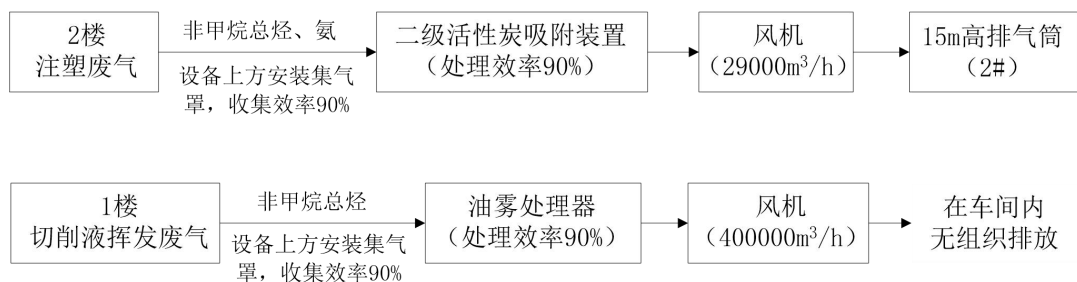 2楼
注塑废气
非甲烷总烃、氨
设备上方安装集气
罩，收集效率90%
二级活性炭吸附装置
（处理效率90%）
风机
（29000m³/h）
15m高排气筒
（2#）
1楼
切削液挥发废气
非甲烷总烃
设备上方安装集气
罩，收集效率90%
油雾处理器
（处理效率90%）
风机
（400000m³/h）
在车间内
无组织排放